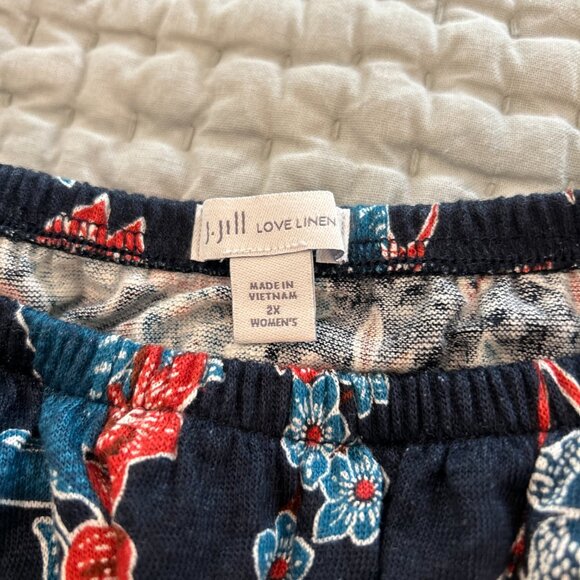 J.Jill LOVE LINEN
MADE IN
VIETNAM
2X
WOMEN'S